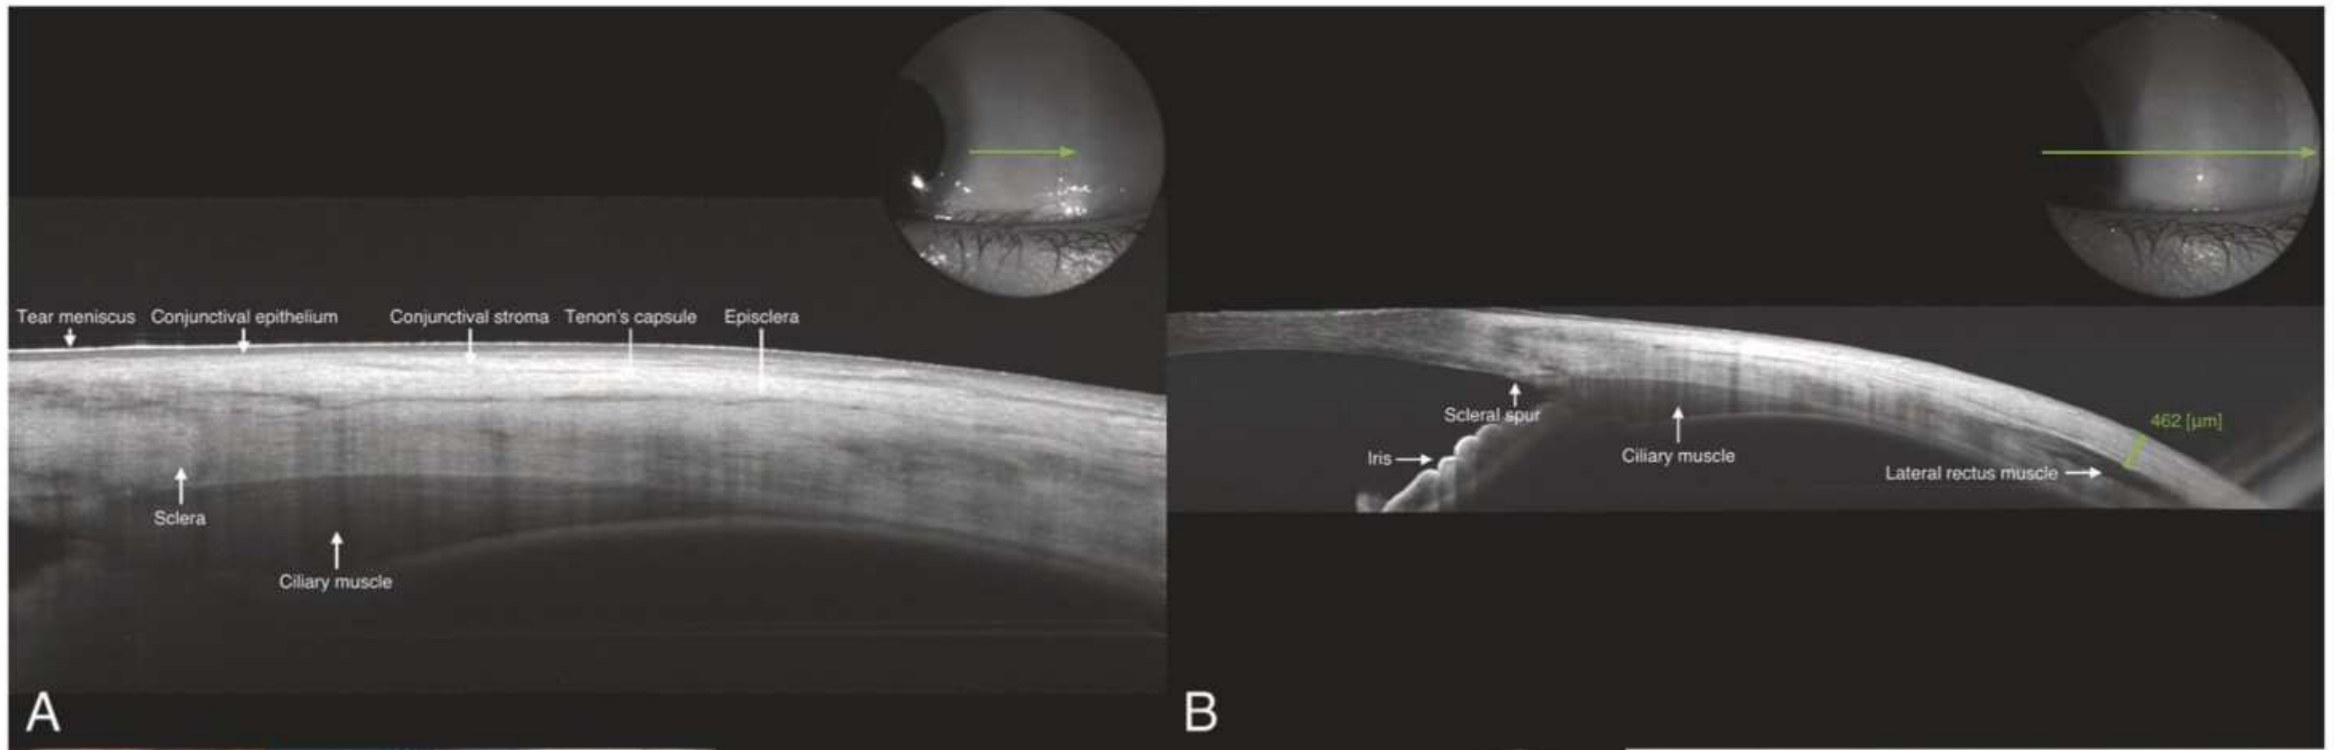 Tear meniscus
Conjunctival epithelium
Conjunctival stroma
Tenon's capsule
Episclera
Sclera
Ciliary muscle
A
Scleral spur
Iris
Ciliary muscle
Lateral rectus muscle
462 [µm]
B